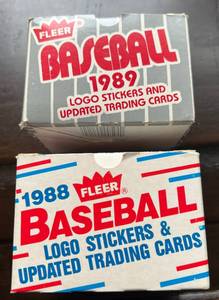 FLEER
BASEBALL
1989
LOGO STICKERS AND
UPDATED TRADING CARDS
1988 FLEER®
BASEBALL
LOGO STICKERS &
UPDATED TRADING CARDS